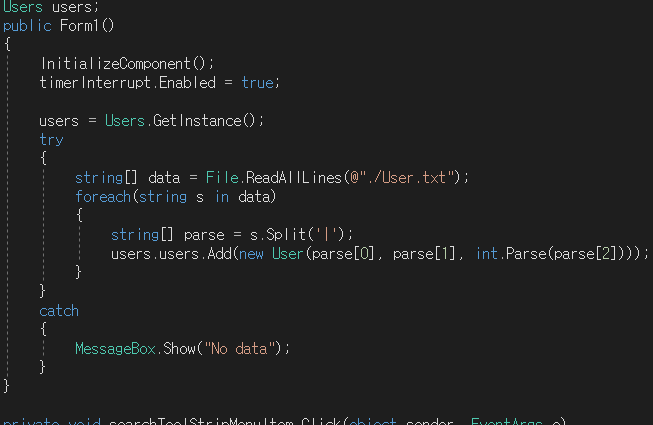 Users users;
public Form1()
{
InitializeComponent();
timerInterrupt.Enabled = true;
users = Users.GetInstance();
try
{
string[] data = File.ReadAllLines(@"./User.txt");
foreach(string s in data)
{
string[] parse = s.Split('|');
users.users.Add(new User(parse[0], parse[1], int.Parse(parse[2])));
}
}
catch
{
MessageBox.Show("No data");
}
}
private void searchToolStripMenuItem_Click(object sender, EventArgs e)